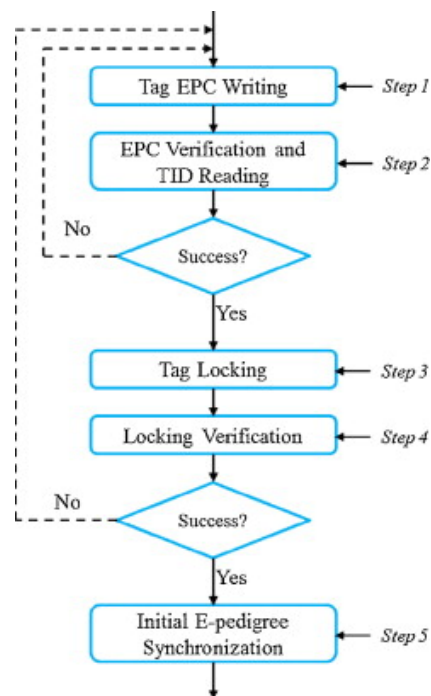 Tag EPC Writing
Step 1
EPC Verification and
TID Reading
Step 2
No
Success?
Yes
Tag Locking
Step 3
Locking Verification
Step 4
No
Success?
Yes
Initial E-pedigree
Synchronization
Step 5